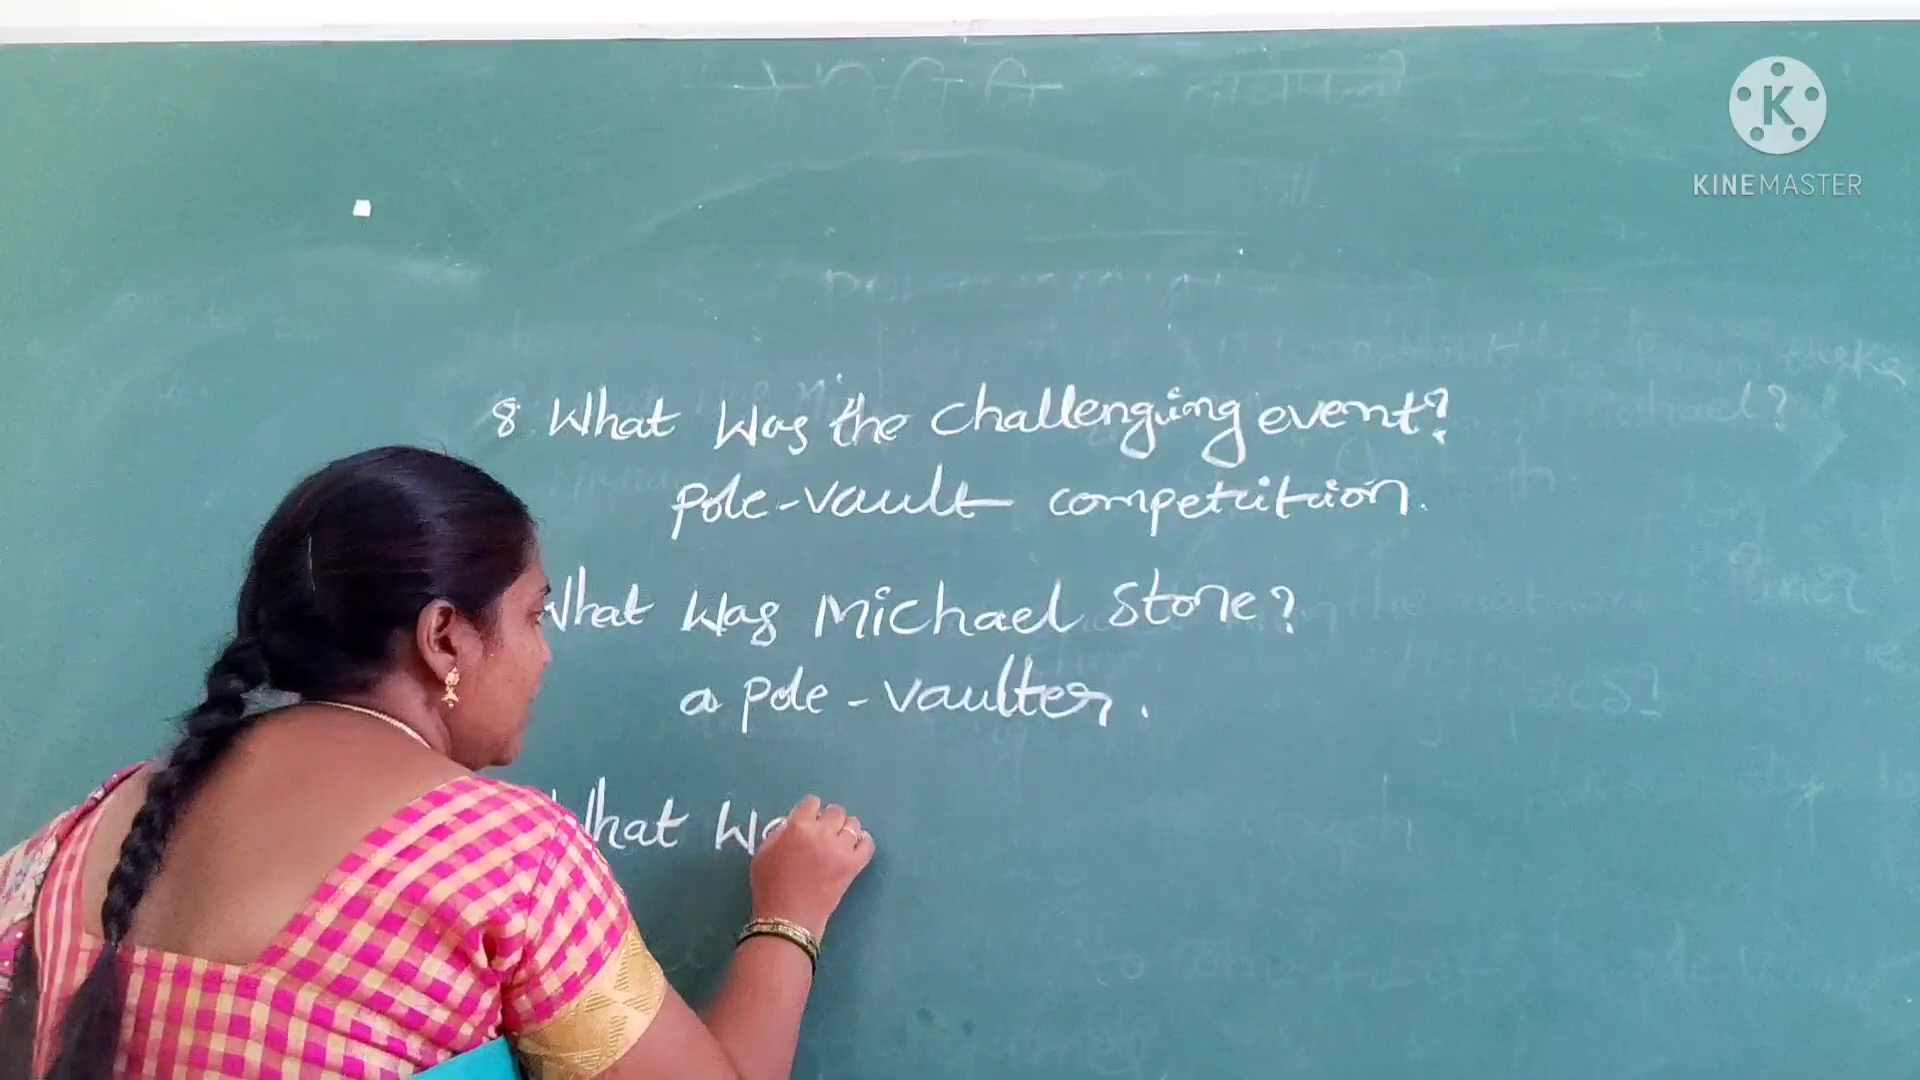 K
KINEMASTER
8. What was the challenging event?
pole-vault competition.
What was Michael Stone?
a pole-vaulter.
What wa